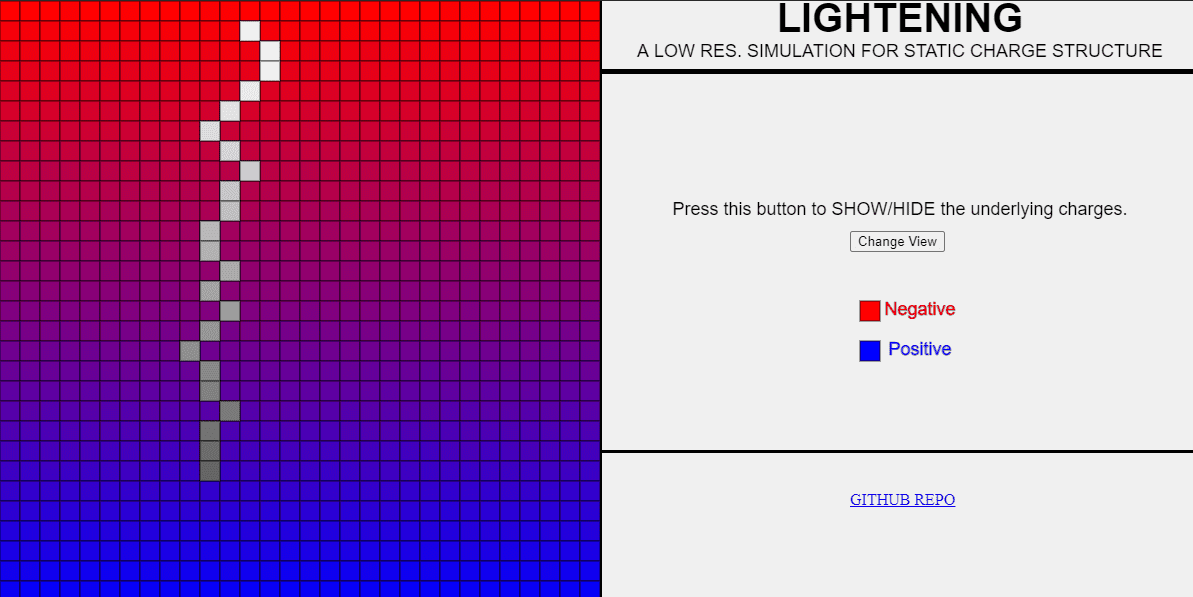 LIGHTENING
A LOW RES. SIMULATION FOR STATIC CHARGE STRUCTURE
Press this button to SHOW/HIDE the underlying charges.
Change View
Negative
Positive
GITHUB REPO